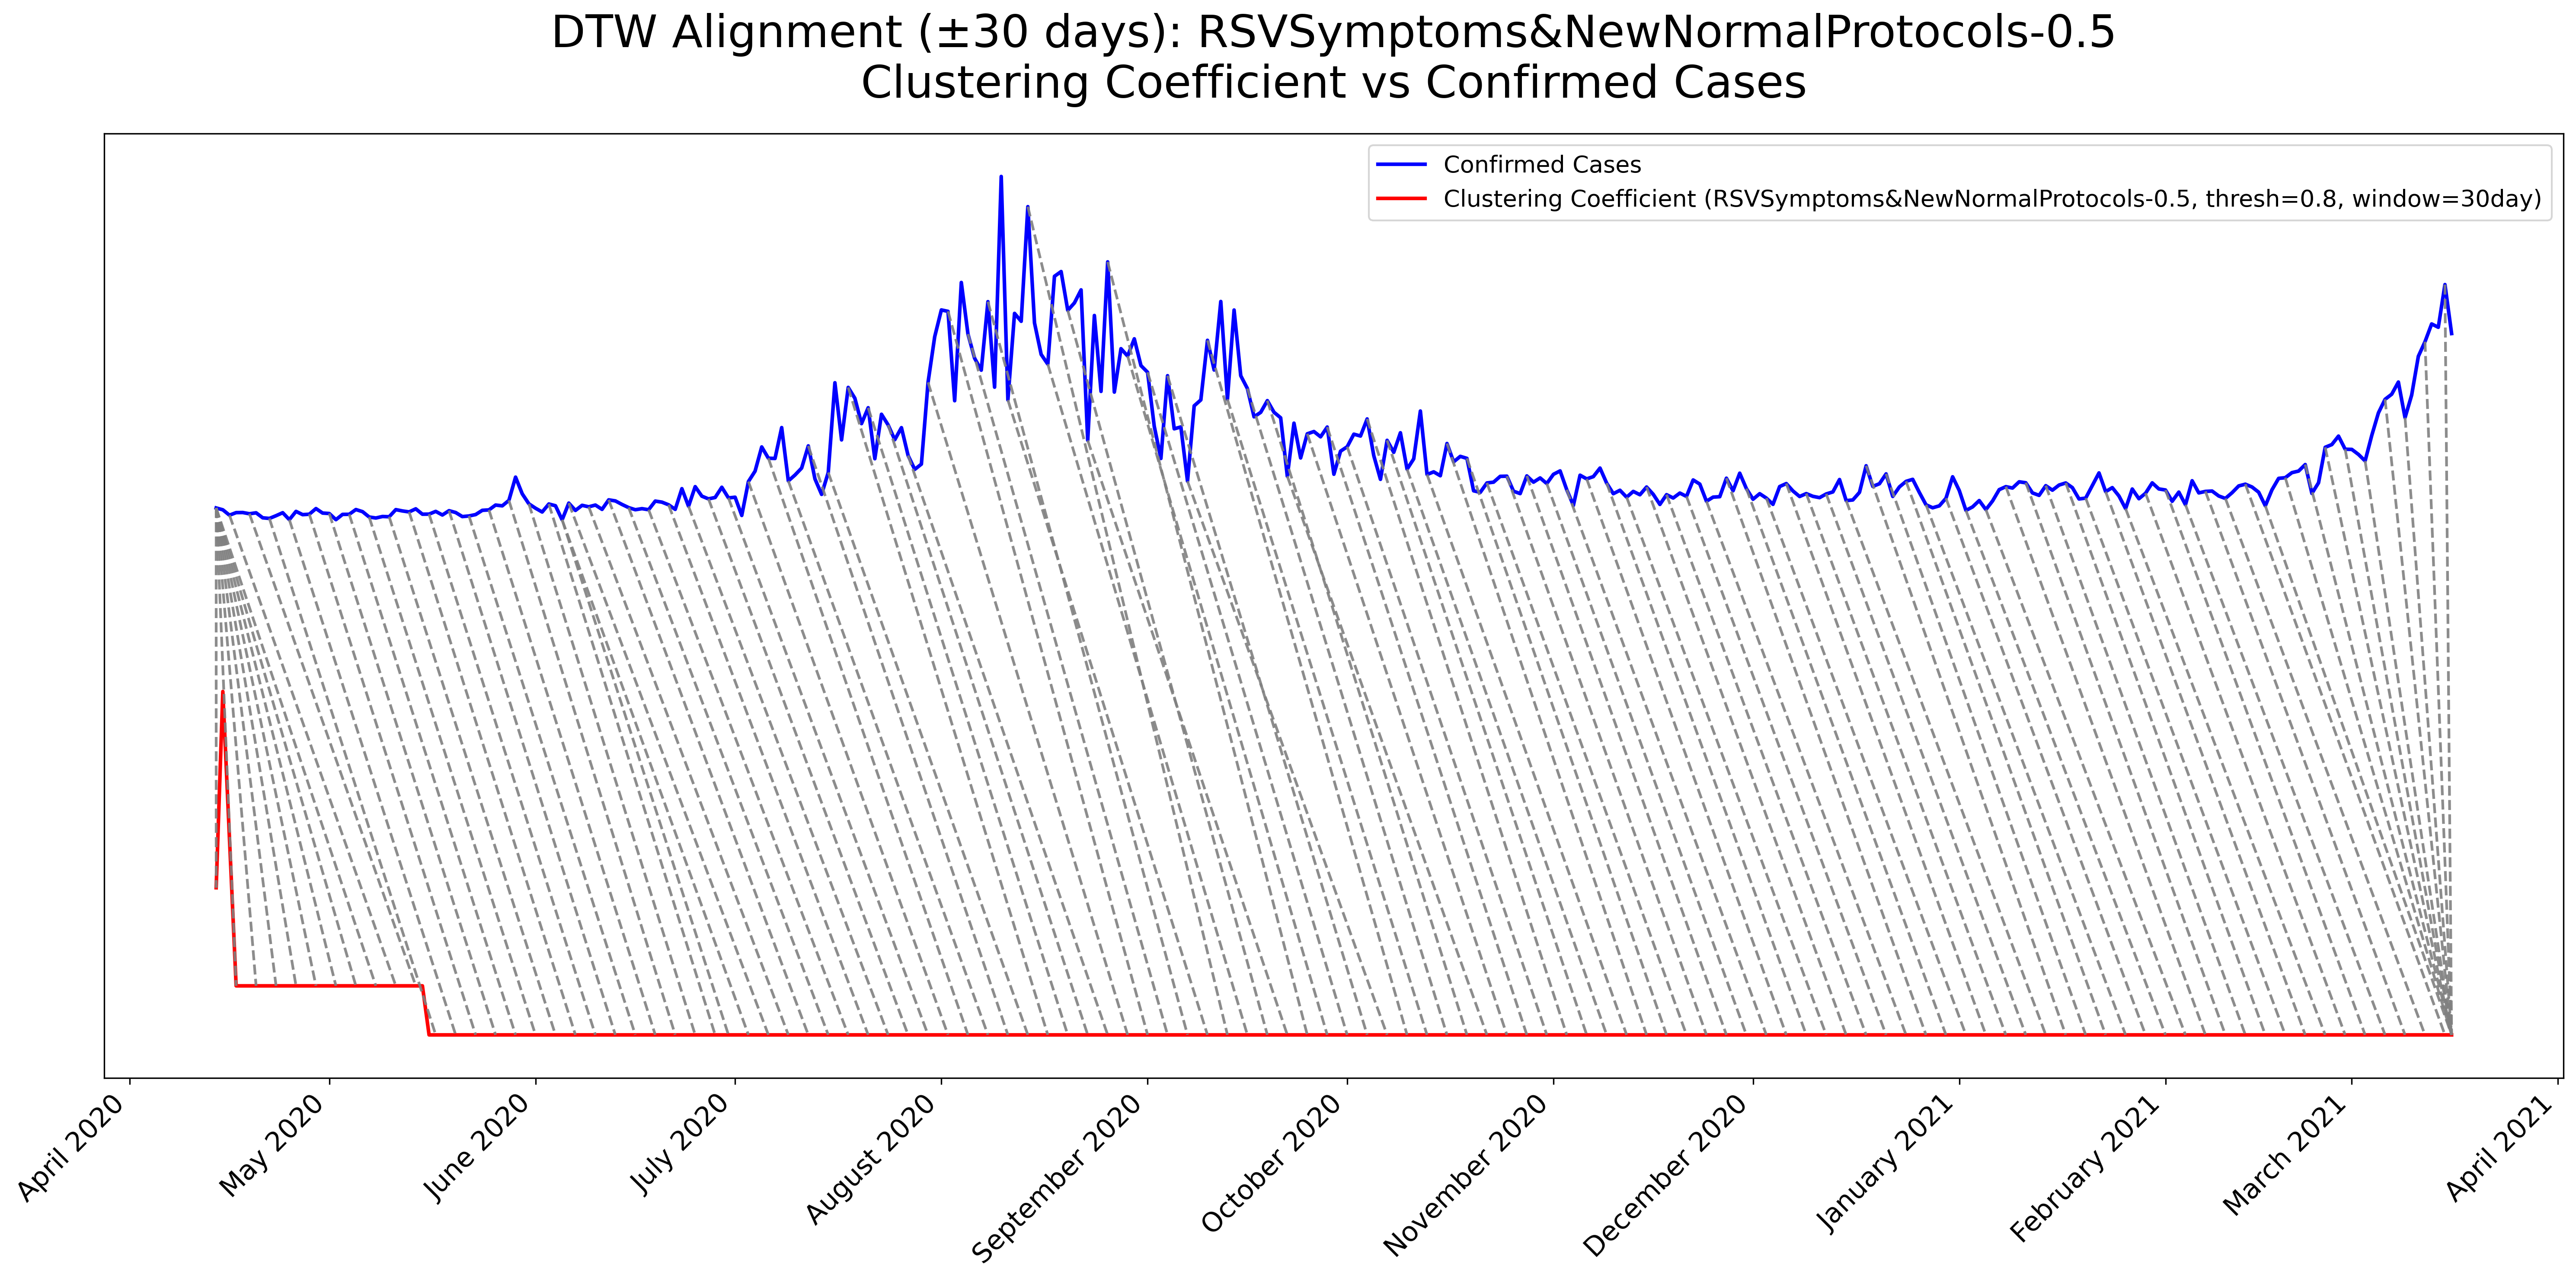 DTW Alignment (±30 days): RSVSymptoms&NewNormalProtocols-0.5
Clustering Coefficient vs Confirmed Cases
Confirmed Cases
Clustering Coefficient (RSVSymptoms&NewNormalProtocols-0.5, thresh=0.8, window=30day)
April 2020
May 2020
June 2020
July 2020
August 2020
September 2020
October 2020
November 2020
December 2020
January 2021
February 2021
March 2021
April 2021